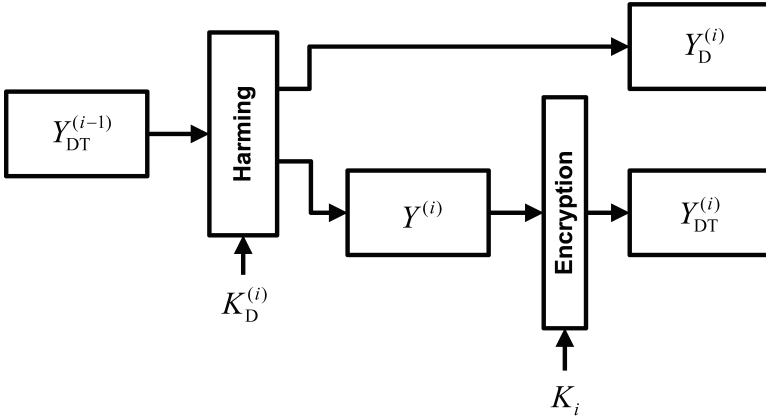 Y_DT^(i−1)
Harming
K_D^(i)
Y_D^(i)
Y^(i)
Encryption
K_i
Y_DT^(i)